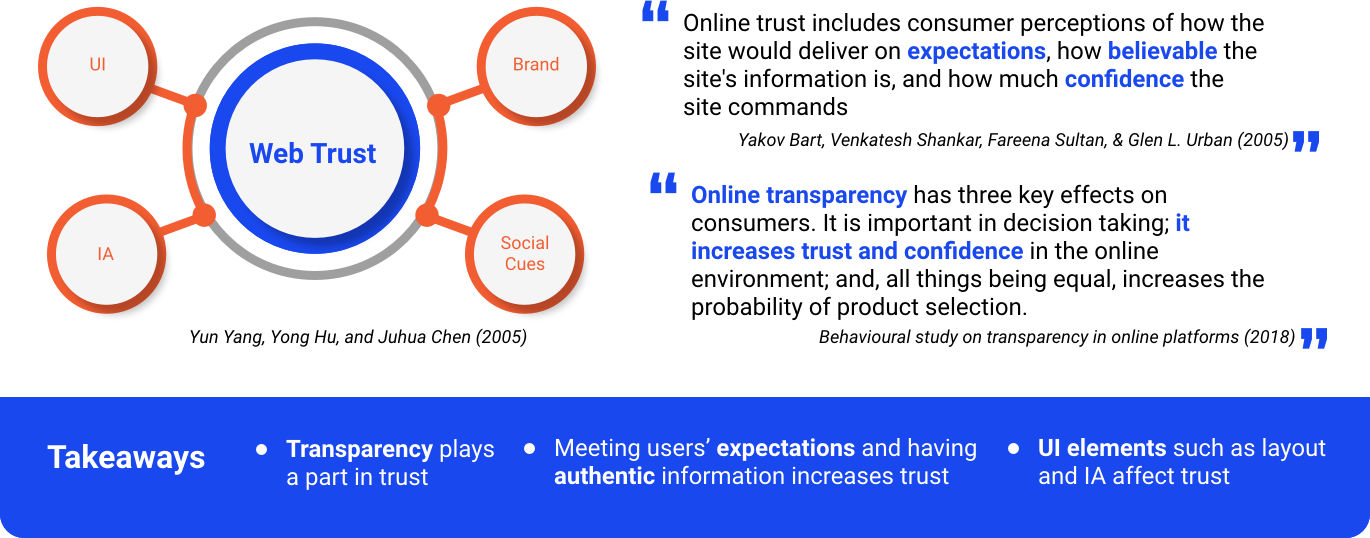 UI
Brand
Web Trust
IA
Social
Cues
Yun Yang, Yong Hu, and Juhua Chen (2005)
“
Online trust includes consumer perceptions of how the
site would deliver on expectations, how believable the
site's information is, and how much confidence the
site commands
Yakov Bart, Venkatesh Shankar, Fareena Sultan, & Glen L. Urban (2005)”
“
Online transparency has three key effects on
consumers. It is important in decision taking; it
increases trust and confidence in the online
environment; and, all things being equal, increases the
probability of product selection.
Behavioural study on transparency in online platforms (2018)”
Takeaways
● Transparency plays
a part in trust
● Meeting users’ expectations and having
authentic information increases trust
● UI elements such as layout
and IA affect trust